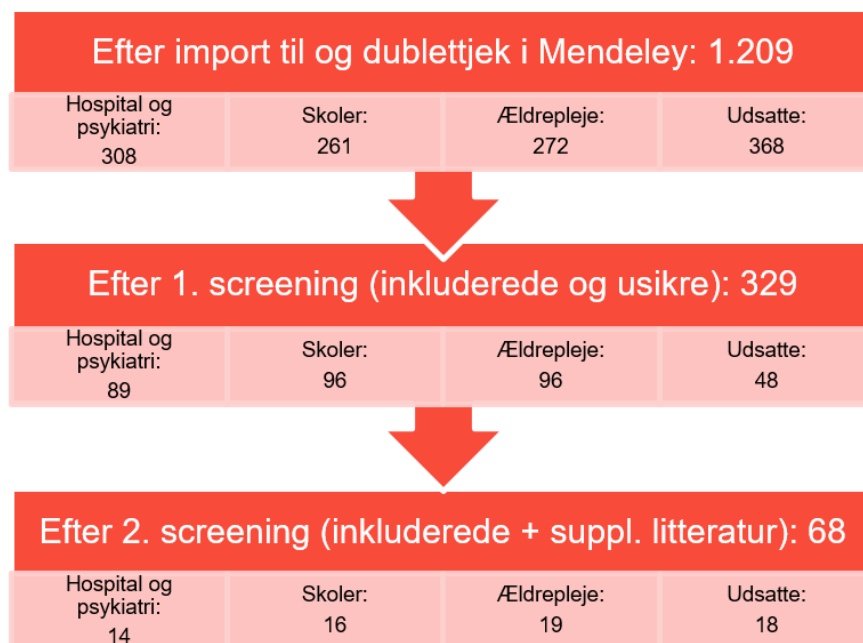 Efter import til og dublettjek i Mendeley: 1.209
Hospital og
psykiatri:
308
Skoler:
261
Ældrepleje:
272
Udsatte:
368
Efter 1. screening (inkluderede og usikre): 329
Hospital og
psykiatri:
89
Skoler:
96
Ældrepleje:
96
Udsatte:
48
Efter 2. screening (inkluderede + suppl. litteratur): 68
Hospital og
psykiatri:
14
Skoler:
16
Ældrepleje:
19
Udsatte:
18